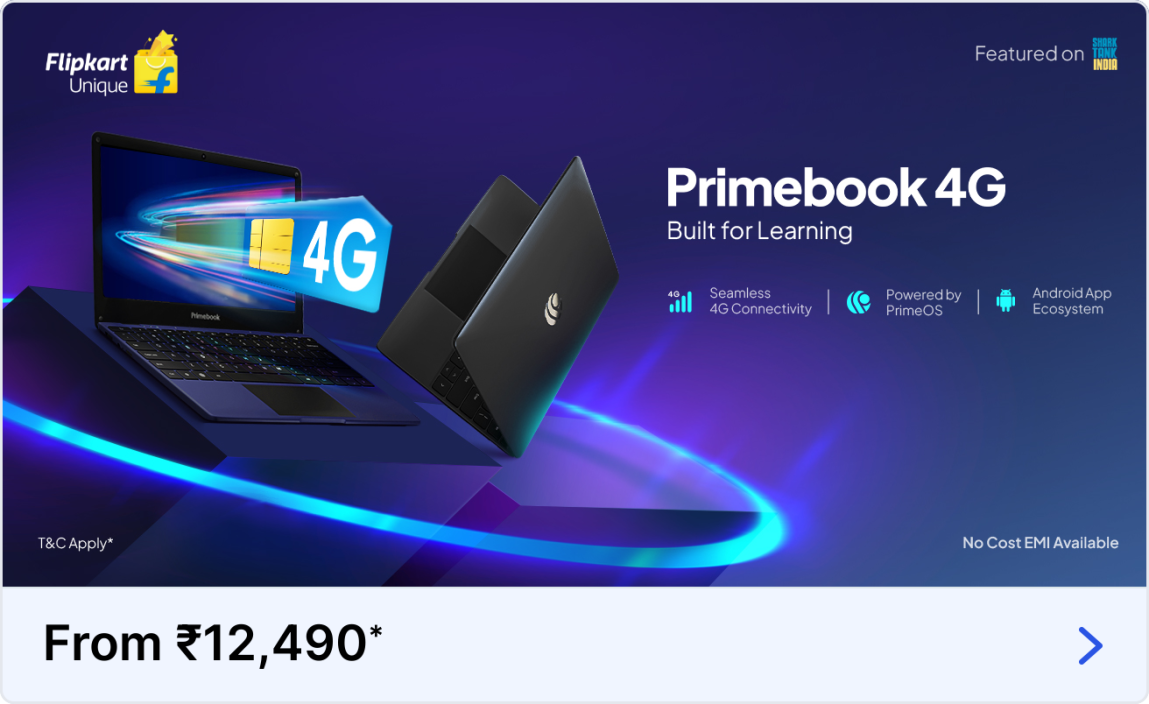 Flipkart
Unique
Featured on
SHARK
TANK
INDIA
4G
Primebook
Primebook 4G
Built for Learning
4G
Seamless
4G Connectivity
Powered by
PrimeOS
Android App
Ecosystem
T&C Apply*
No Cost EMI Available
From ₹12,490*